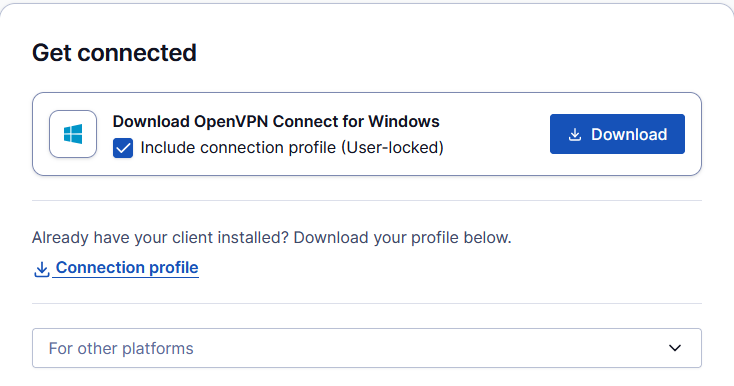 Get connected
Download OpenVPN Connect for Windows
Include connection profile (User-locked)
Download
Already have your client installed? Download your profile below.
Connection profile
For other platforms